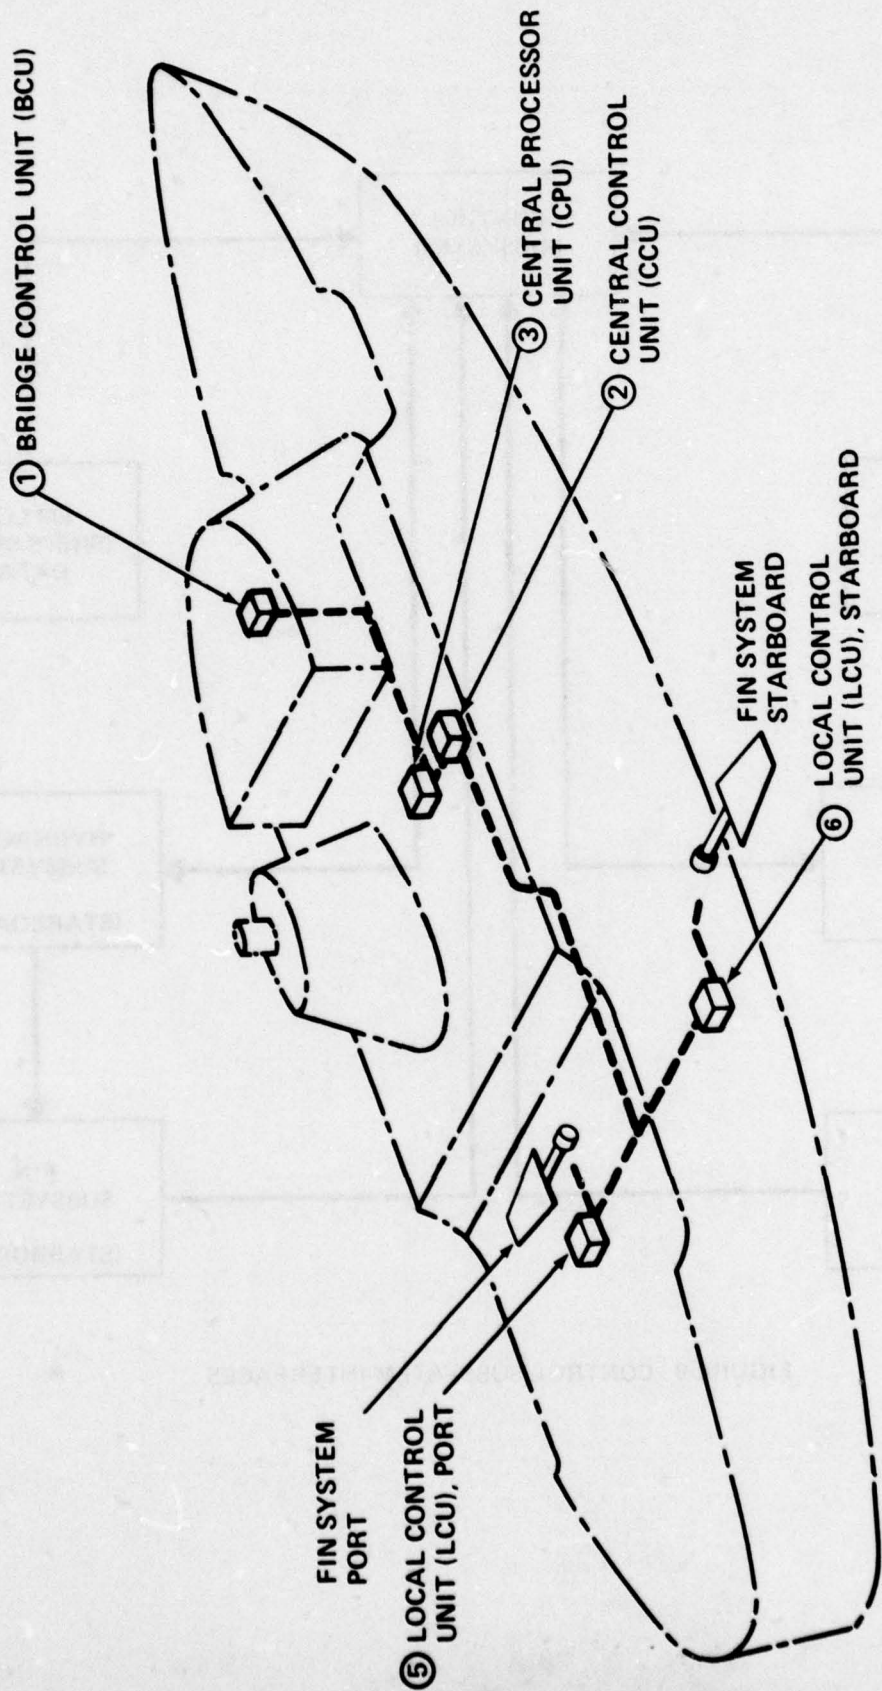 ① BRIDGE CONTROL UNIT (BCU)
③ CENTRAL PROCESSOR
UNIT (CPU)
② CENTRAL CONTROL
UNIT (CCU)
FIN SYSTEM
STARBOARD
⑥ LOCAL CONTROL
UNIT (LCU), STARBOARD
FIN SYSTEM
PORT
⑤ LOCAL CONTROL
UNIT (LCU), PORT